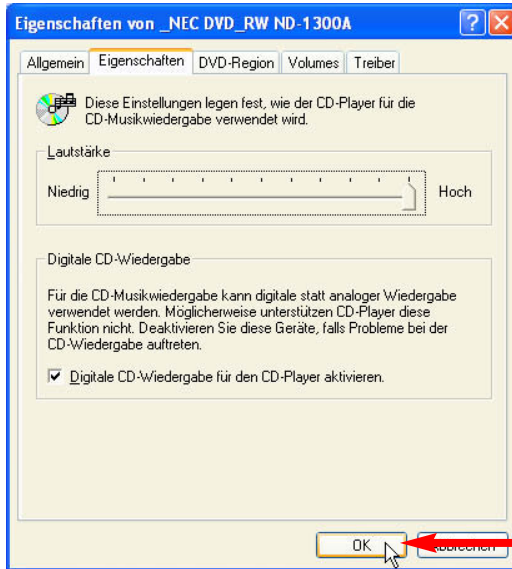 Eigenschaften von _NEC DVD_RW ND-1300A
Allgemein Eigenschaften DVD-Region Volumes Treiber
Diese Einstellungen legen fest, wie der CD-Player für die
CD-Musikwiedergabe verwendet wird.
Lautstärke
Niedrig Hoch
Digitale CD-Wiedergabe
Für die CD-Musikwiedergabe kann digitale statt analoger Wiedergabe
verwendet werden. Möglicherweise unterstützen CD-Player diese
Funktion nicht. Deaktivieren Sie diese Geräte, falls Probleme bei der
CD-Wiedergabe auftreten.
Digitale CD-Wiedergabe für den CD-Player aktivieren.
OK Abbrechen